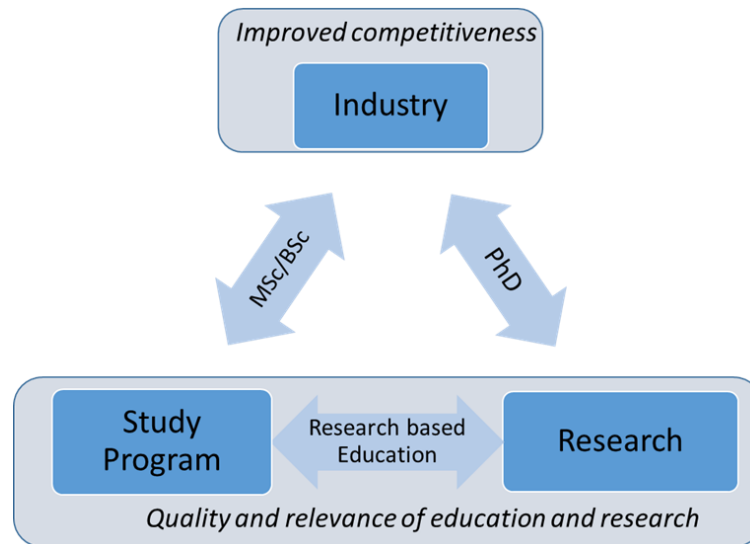 Improved competitiveness
Industry
MSc/BSc
PhD
Study
Program
Research based
Education
Research
Quality and relevance of education and research